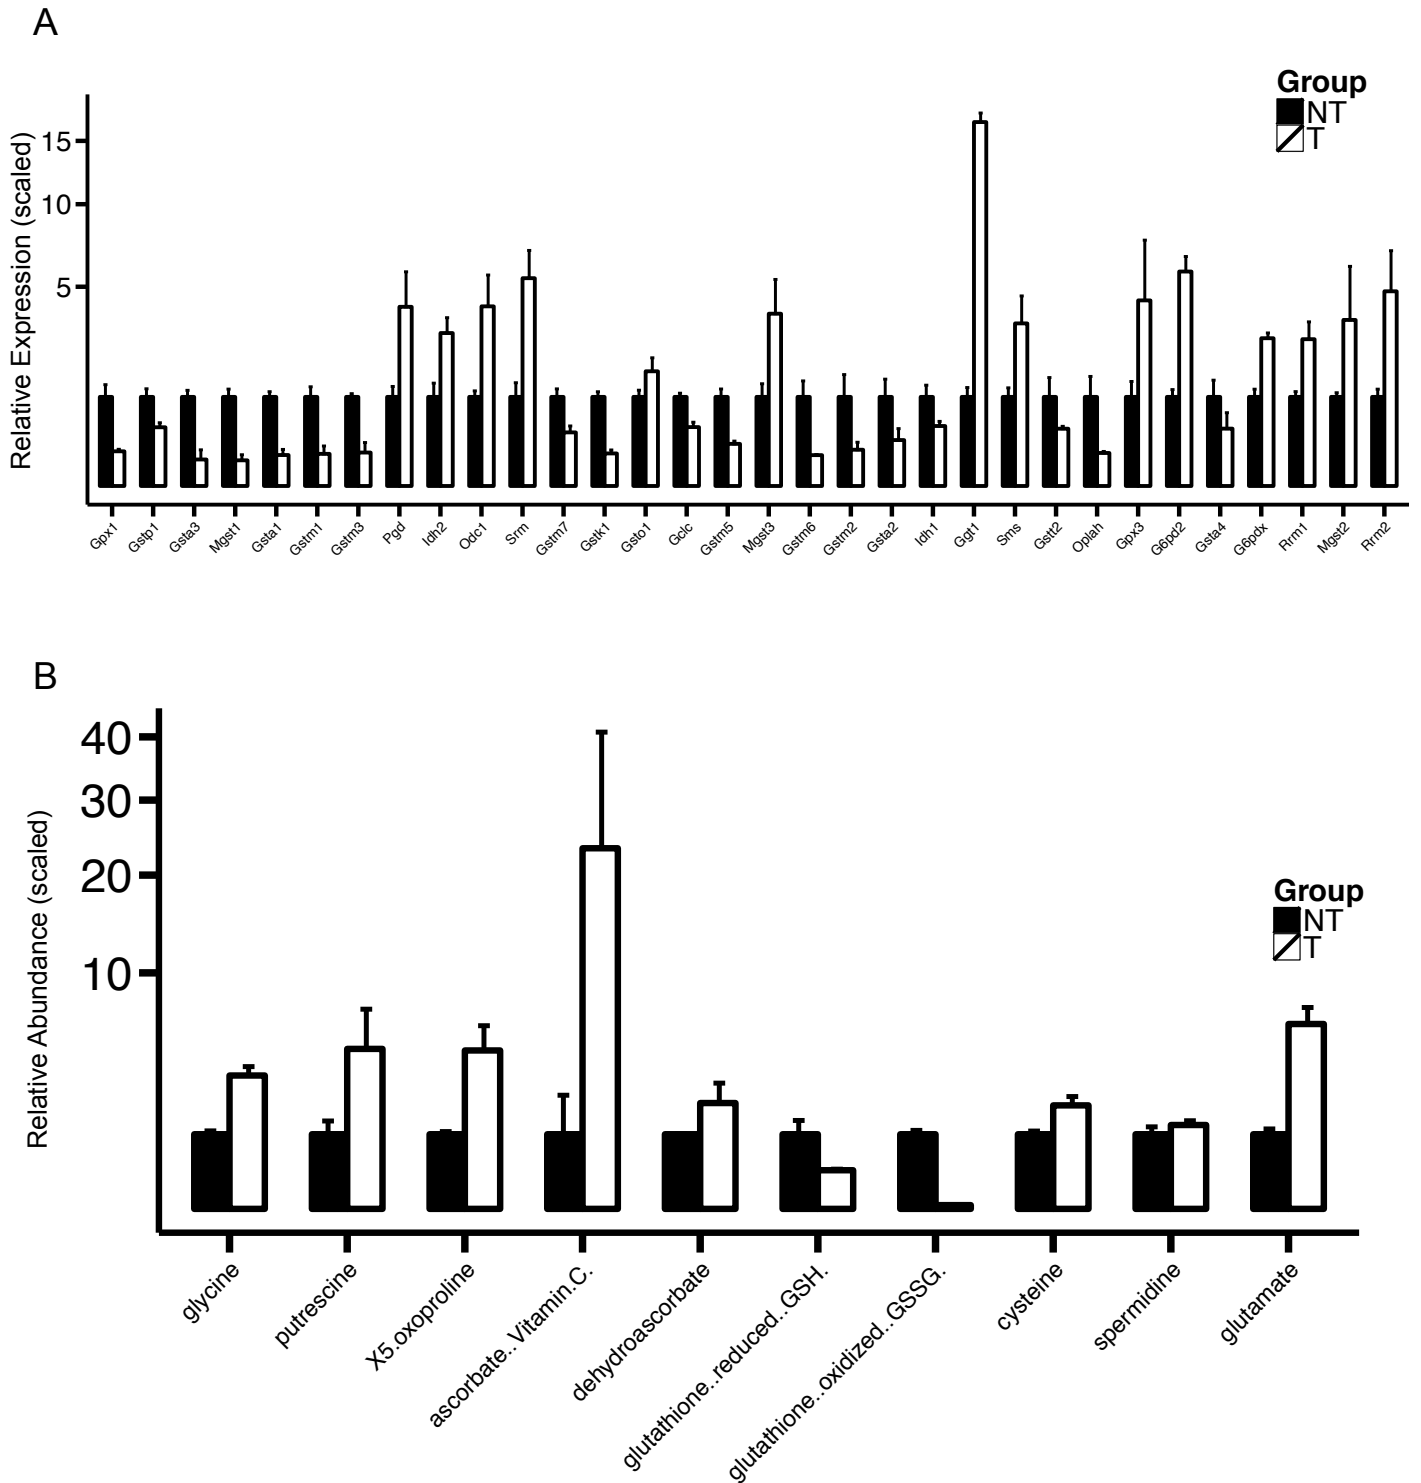 A
Group
NT
T
Relative Expression (scaled)
15
10
5
Gpx1 Gstp1 Gsta3 Mgst1 Gsta1 Gstm1 Gstm3 Pgd Idh2 Odc1 Srm Gstm7 Gstk1 Gsto1 Gclc Gstm5 Mgst3 Gstm6 Gstm2 Gsta2 Idh1 Ggt1 Sms Gstt2 Oplah Gpx3 G6pd2 Gsta4 G6pdx Rrm1 Mgst2 Rrm2
B
Relative Abundance (scaled)
40
30
20
10
Group
NT
T
glycine
putrescine
X5.oxoproline
ascorbate..Vitamin.C.
dehydroascorbate
glutathione..reduced..GSH.
glutathione..oxidized..GSSG.
cysteine
spermidine
glutamate